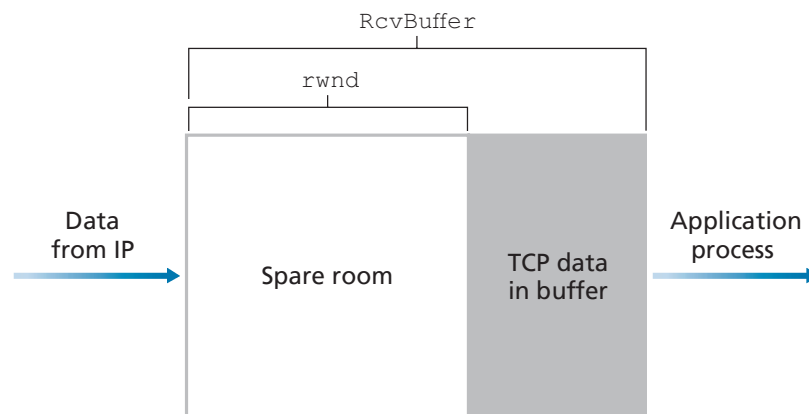 RcvBuffer
rwnd
Data
from IP
Spare room
TCP data
in buffer
Application
process